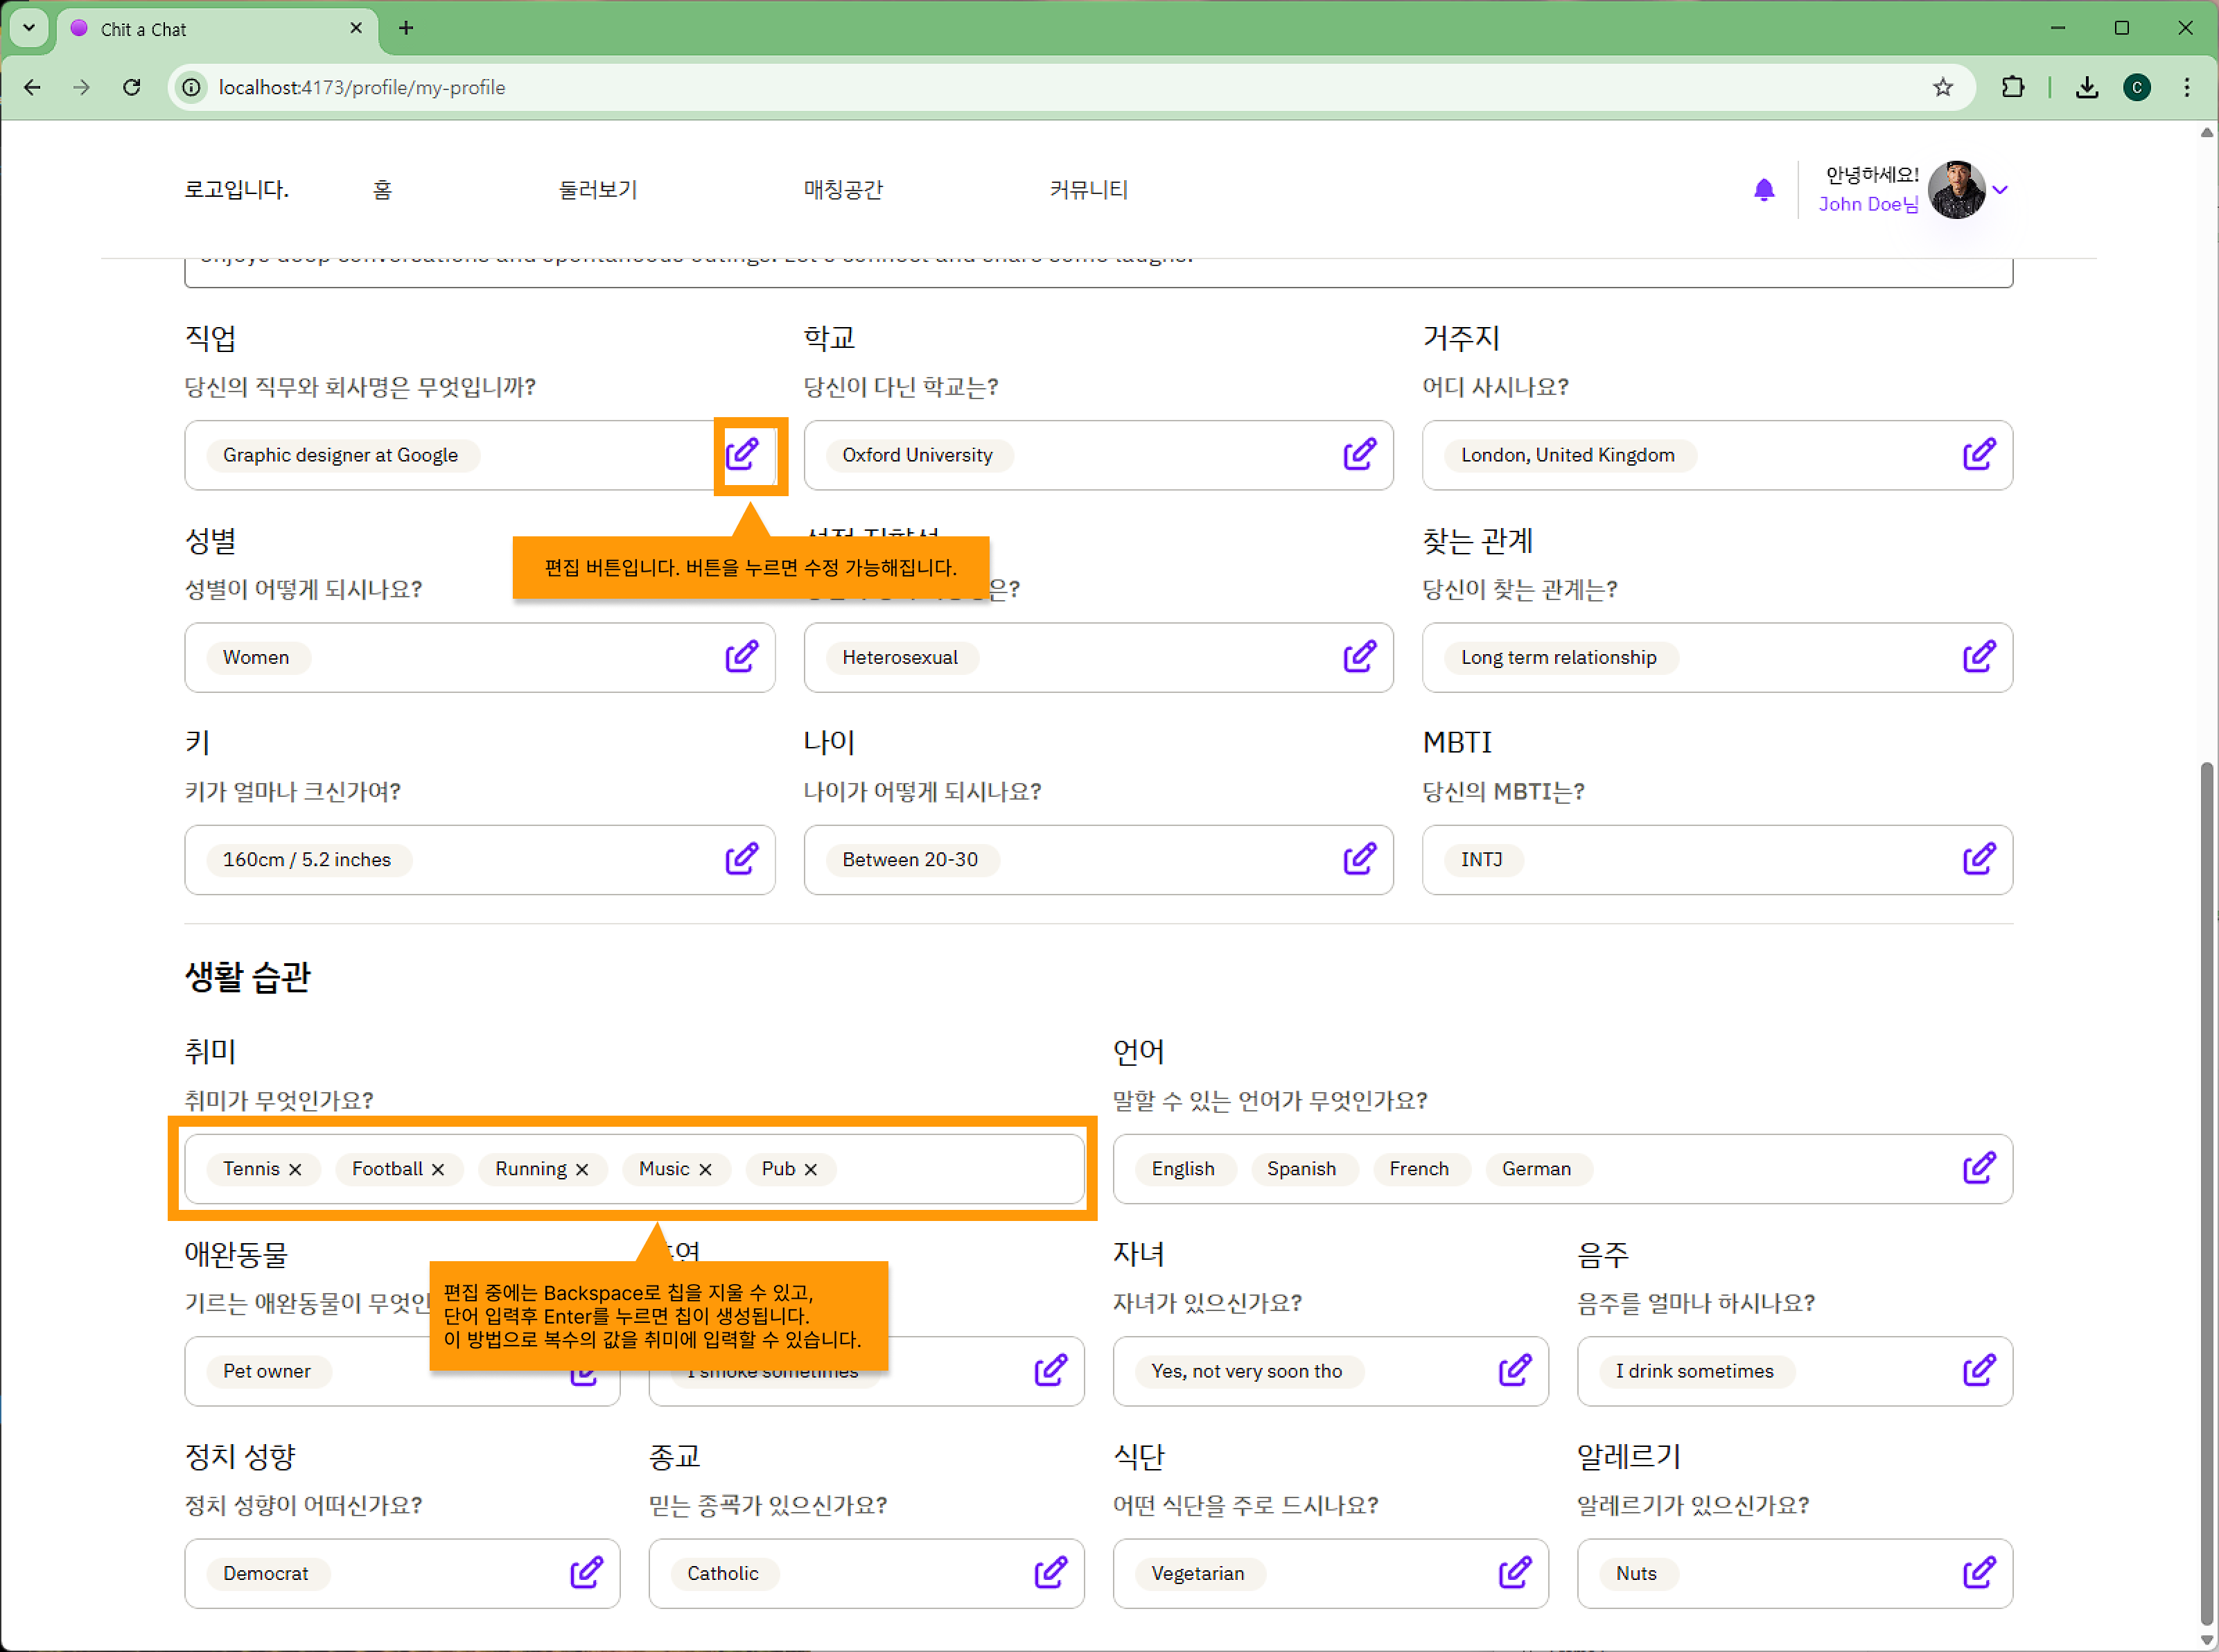 Chit a Chat
localhost:4173/profile/my-profile
C
로고입니다.
홈
둘러보기
매칭공간
커뮤니티
안녕하세요!
John Doe님
enjoys deep conversations and spontaneous outings. Let's connect and share some laughs!
직업
학교
거주지
당신의 직무와 회사명은 무엇입니까?
당신이 다닌 학교는?
어디 사시나요?
Graphic designer at Google
Oxford University
London, United Kingdom
편집 버튼입니다. 버튼을 누르면 수정 가능해집니다.
성별
찾는 관계
성별이 어떻게 되시나요?
당신이 찾는 관계는?
Women
Heterosexual
Long term relationship
키
나이
MBTI
키가 얼마나 크신가여?
나이가 어떻게 되시나요?
당신의 MBTI는?
160cm / 5.2 inches
Between 20-30
INTJ
생활 습관
취미
언어
취미가 무엇인가요?
말할 수 있는 언어가 무엇인가요?
Tennis
Football
Running
Music
Pub
English
Spanish
French
German
편집 중에는 Backspace로 칩을 지울 수 있고,
단어 입력후 Enter를 누르면 칩이 생성됩니다.
이 방법으로 복수의 값을 취미에 입력할 수 있습니다.
애완동물
자녀
음주
기르는 애완동물이 무엇인
자녀가 있으신가요?
음주를 얼마나 하시나요?
Pet owner
I smoke sometimes
Yes, not very soon tho
I drink sometimes
정치 성향
종교
식단
알레르기
정치 성향이 어떠신가요?
믿는 종꾝가 있으신가요?
어떤 식단을 주로 드시나요?
알레르기가 있으신가요?
Democrat
Catholic
Vegetarian
Nuts